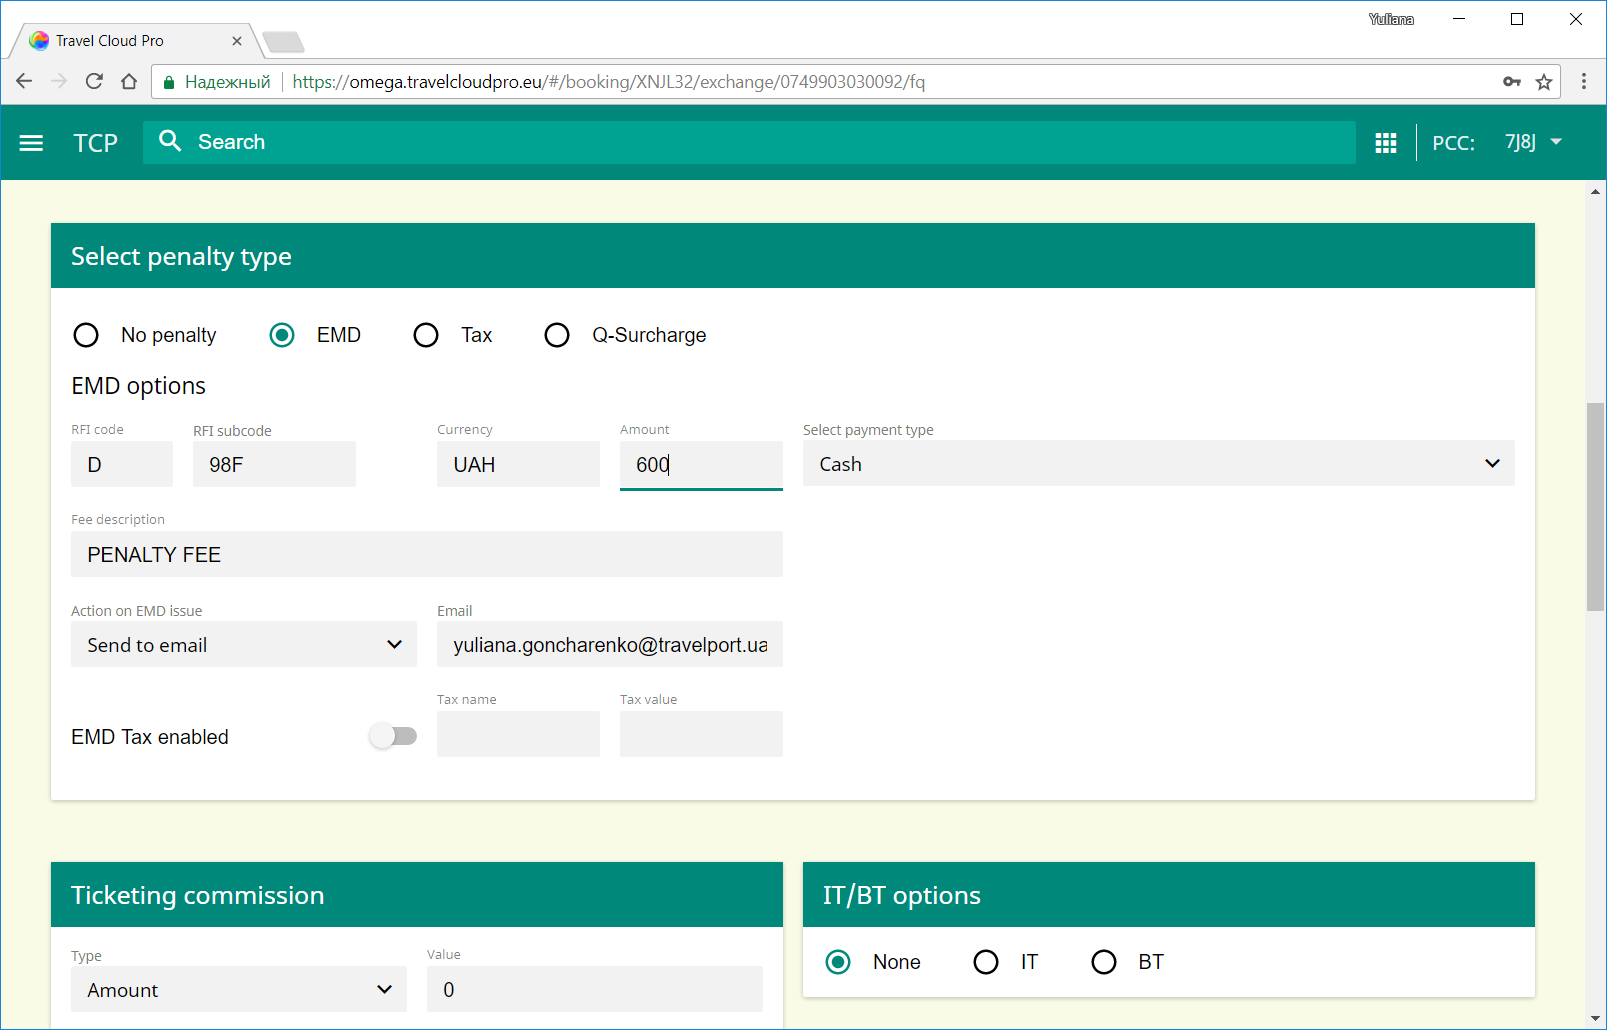 Yuliana
Travel Cloud Pro
Надежный https://omega.travelcloudpro.eu/#/booking/XNJL32/exchange/0749903030092/fq
TCP Search PCC: 7J8J
Select penalty type
No penalty EMD Tax Q-Surcharge
EMD options
RFI code RFI subcode Currency Amount Select payment type
D 98F UAH 600 Cash
Fee description
PENALTY FEE
Action on EMD issue Email
Send to email yuliana.goncharenko@travelport.ua
Tax name Tax value
EMD Tax enabled
Ticketing commission IT/BT options
Type Value
None IT BT
Amount 0